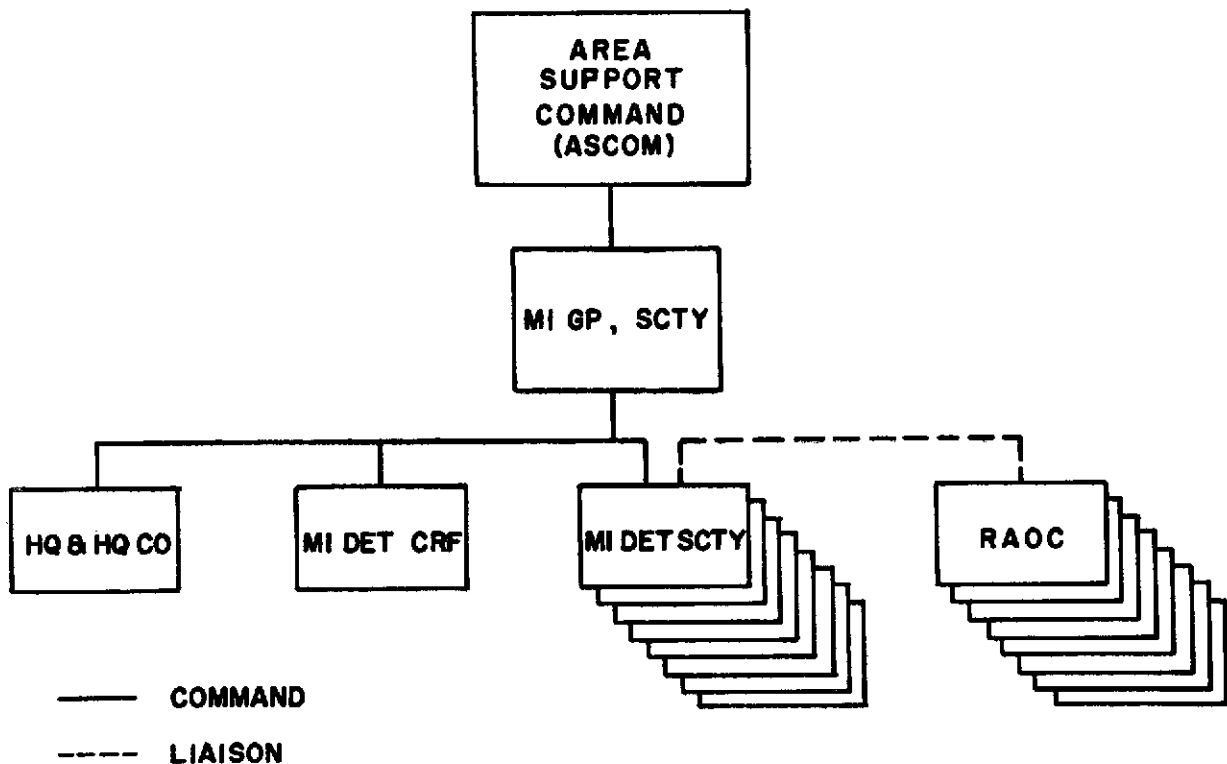 AREA
SUPPORT
COMMAND
(ASCOM)
MI GP, SCTY
HQ & HQ CO
MI DET CRF
MI DET SCTY
RAOC
COMMAND
LIAISON